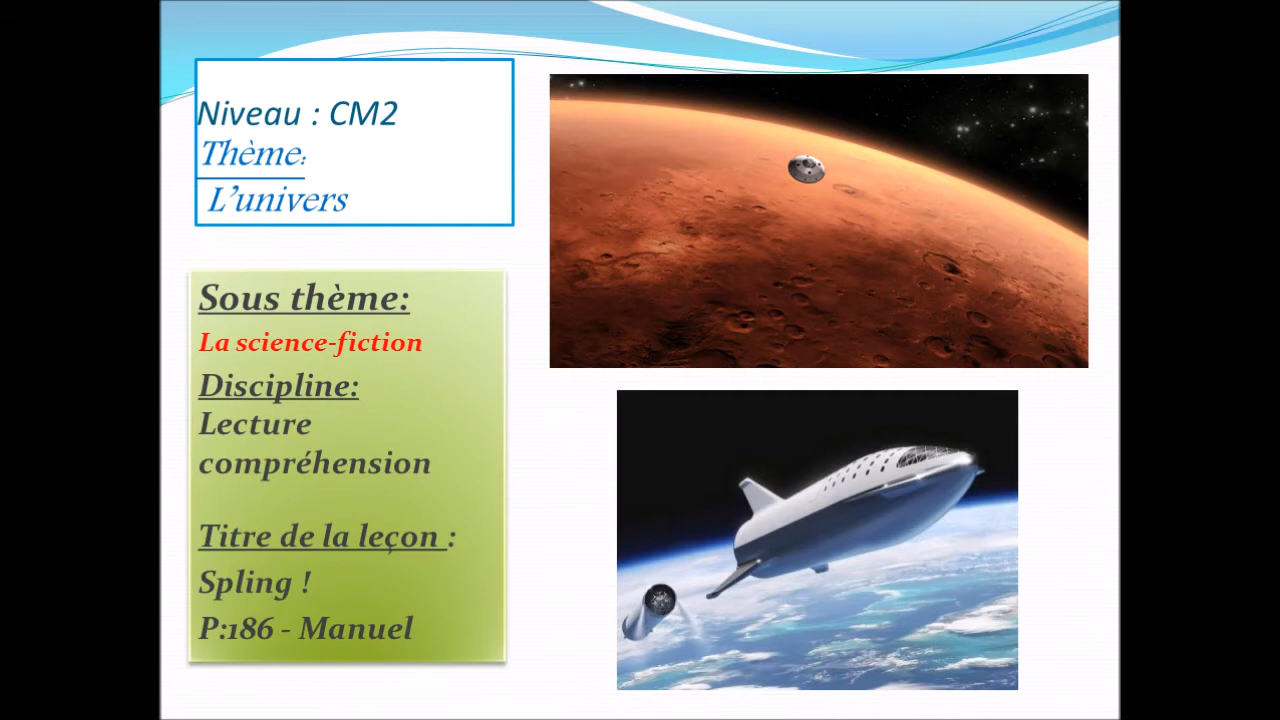 Niveau : CM2
Thème:
L'univers
Sous thème:
La science-fiction
Discipline:
Lecture
compréhension
Titre de la leçon :
Spling !
P:186 - Manuel